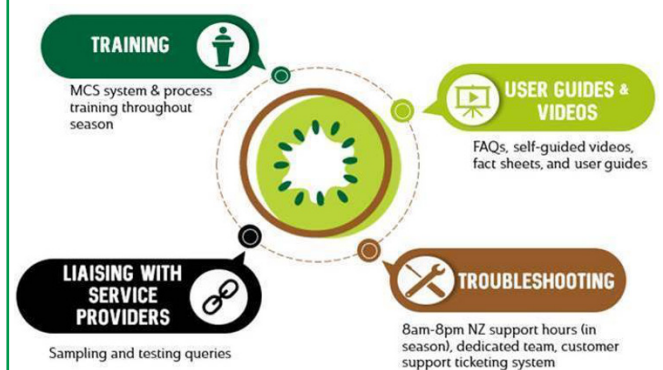 TRAINING
MCS system & process
training throughout
season
USER GUIDES &
VIDEOS
FAQs, self-guided videos,
fact sheets, and user guides
LIAISING WITH
SERVICE
PROVIDERS
Sampling and testing queries
TROUBLESHOOTING
8am-8pm NZ support hours (in
season), dedicated team, customer
support ticketing system